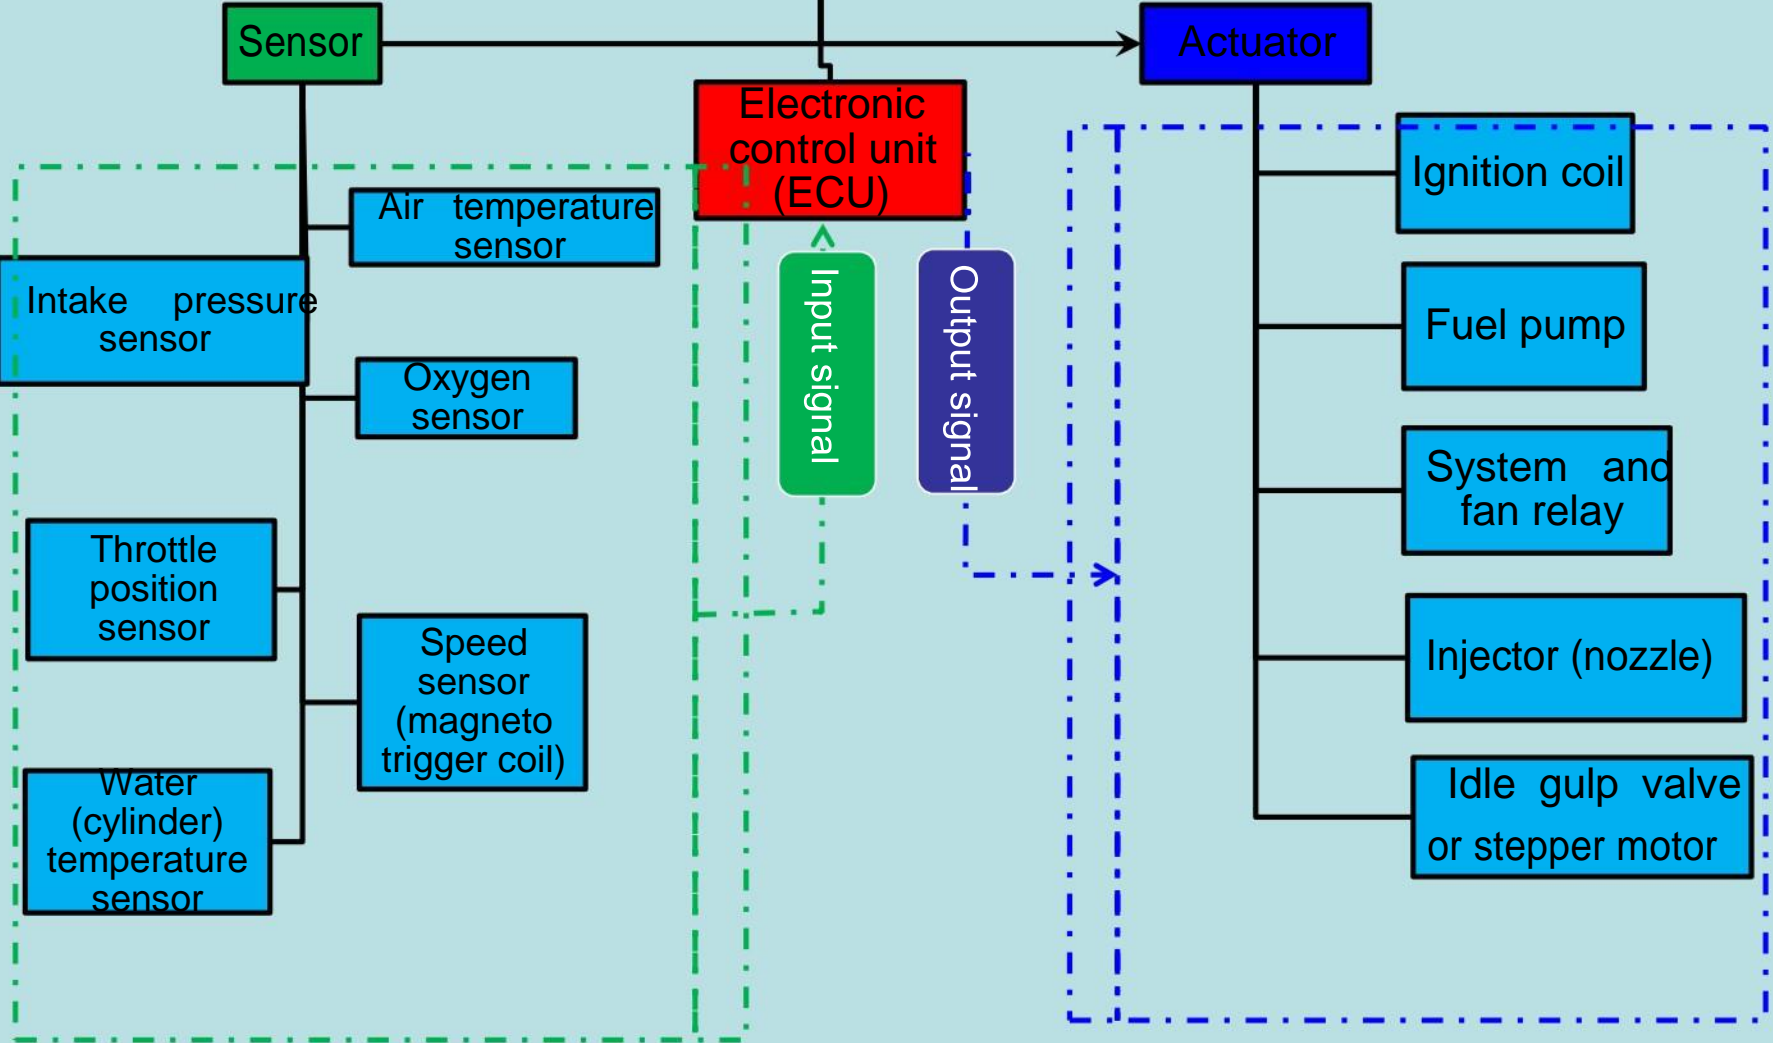 Sensor
Actuator
Electronic
control unit
(ECU)
Air temperature
sensor
Intake pressure
sensor
Oxygen
sensor
Throttle
position
sensor
Speed
sensor
(magneto
trigger coil)
Water
(cylinder)
temperature
sensor
Input signal
Output signal
Ignition coil
Fuel pump
System and
fan relay
Injector (nozzle)
Idle gulp valve
or stepper motor